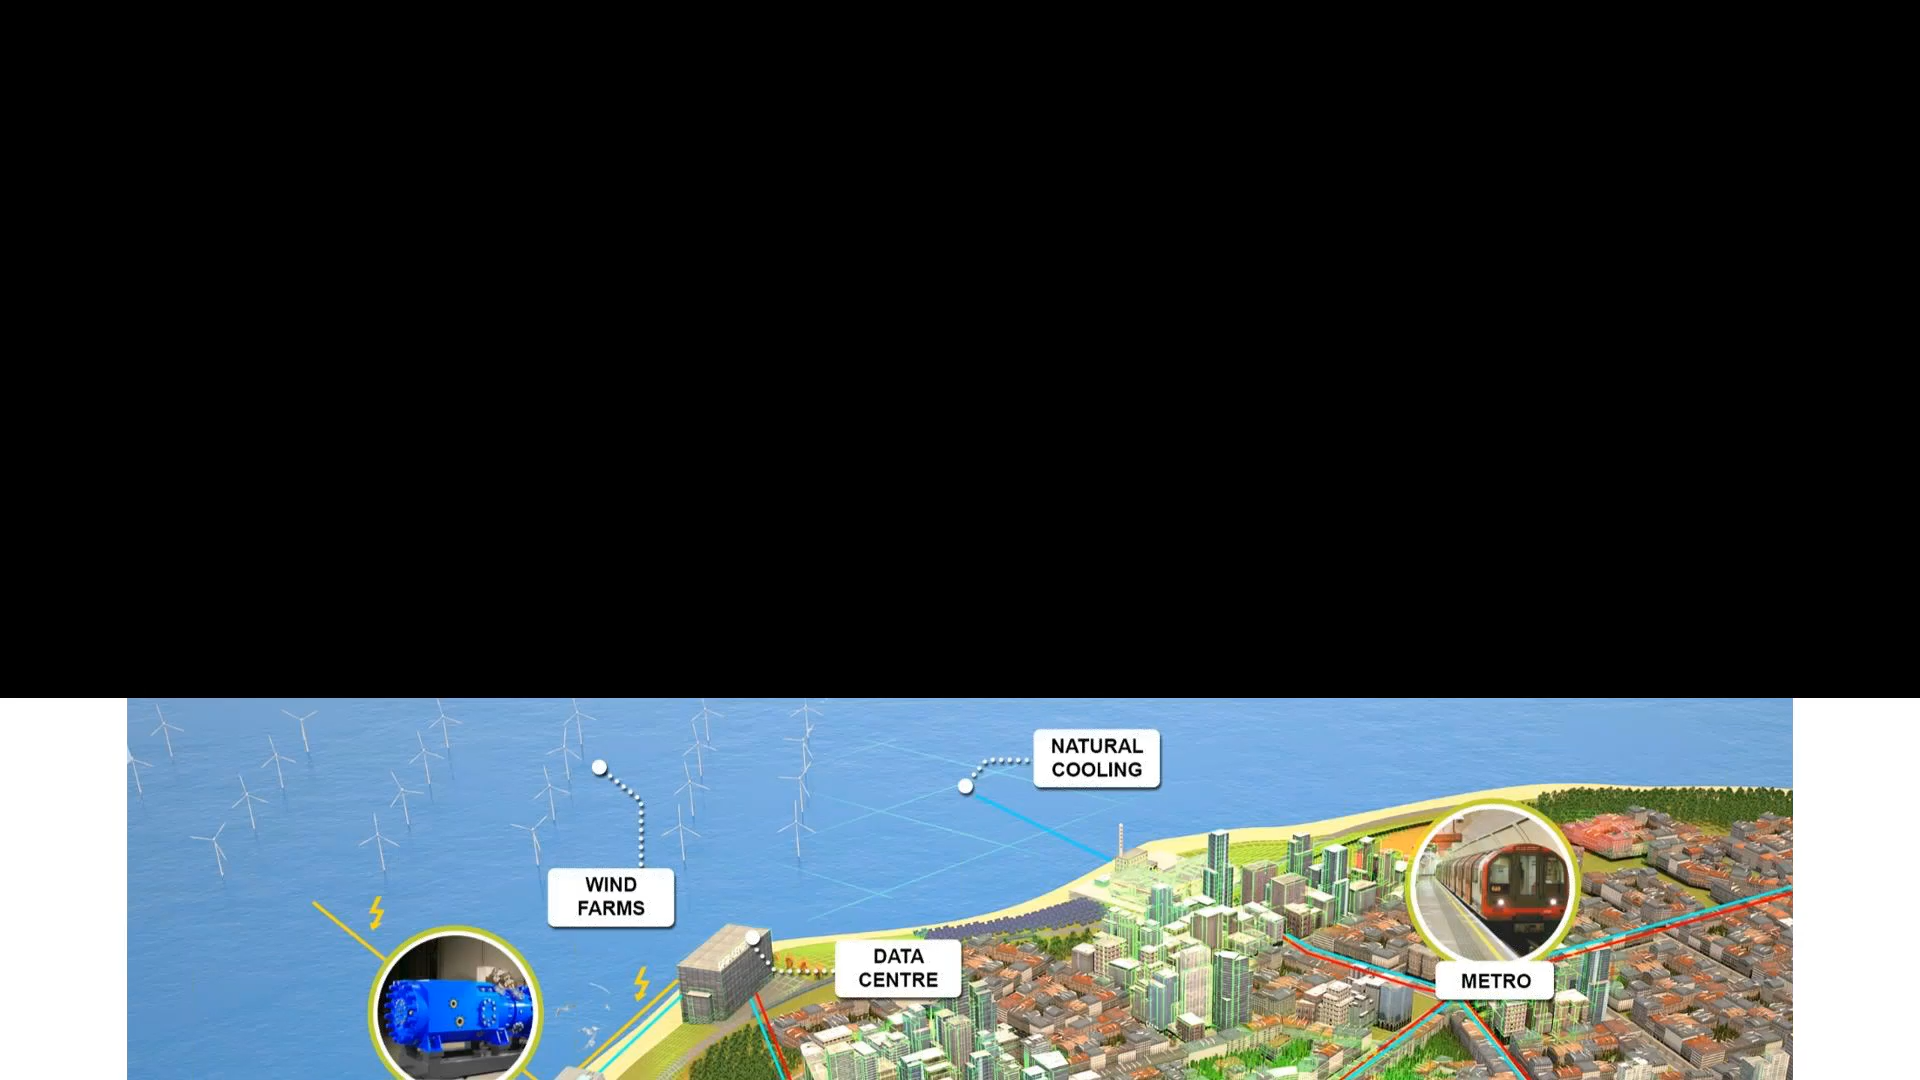 NATURAL
COOLING
WIND
FARMS
DATA
CENTRE
METRO